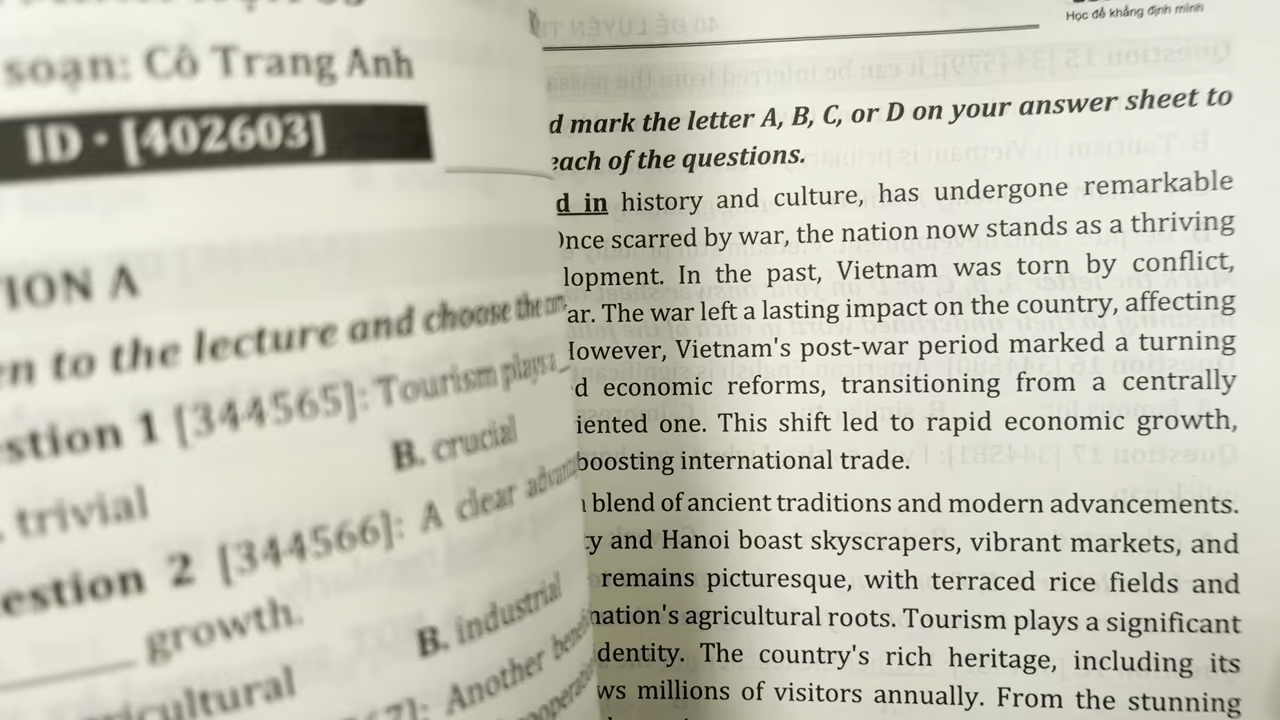 soạn: Cô Trang Anh
ID · [402603]
ION A
en to the lecture and choose the
stion 1 [344565]: Tourism plays a
B. crucial
. trivial
estion 2 [344566]: A clear
growth.
B. industrial
ricultural
7]: Another
Học để khẳng định mình
d mark the letter A, B, C, or D on your answer sheet to
each of the questions.
d in history and culture, has undergone remarkable
Once scarred by war, the nation now stands as a thriving
lopment. In the past, Vietnam was torn by conflict,
ar. The war left a lasting impact on the country, affecting
However, Vietnam's post-war period marked a turning
d economic reforms, transitioning from a centrally
iented one. This shift led to rapid economic growth,
boosting international trade.
blend of ancient traditions and modern advancements.
ty and Hanoi boast skyscrapers, vibrant markets, and
remains picturesque, with terraced rice fields and
nation's agricultural roots. Tourism plays a significant
dentity. The country's rich heritage, including its
ws millions of visitors annually. From the stunning